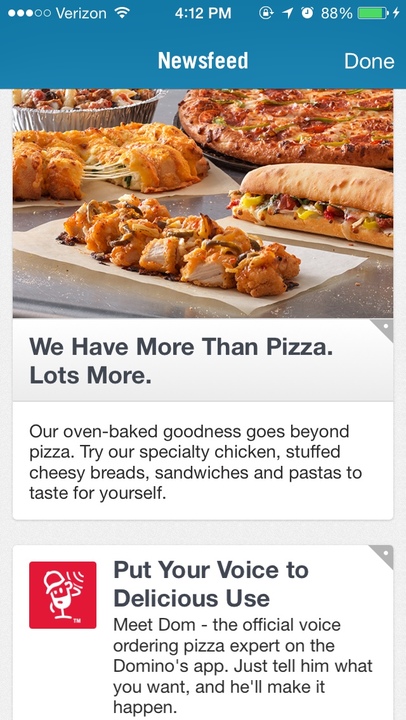 Verizon 4:12 PM 88%
Newsfeed Done
We Have More Than Pizza.
Lots More.
Our oven-baked goodness goes beyond
pizza. Try our specialty chicken, stuffed
cheesy breads, sandwiches and pastas to
taste for yourself.
Put Your Voice to
Delicious Use
TM
Meet Dom - the official voice
ordering pizza expert on the
Domino's app. Just tell him what
you want, and he'll make it
happen.